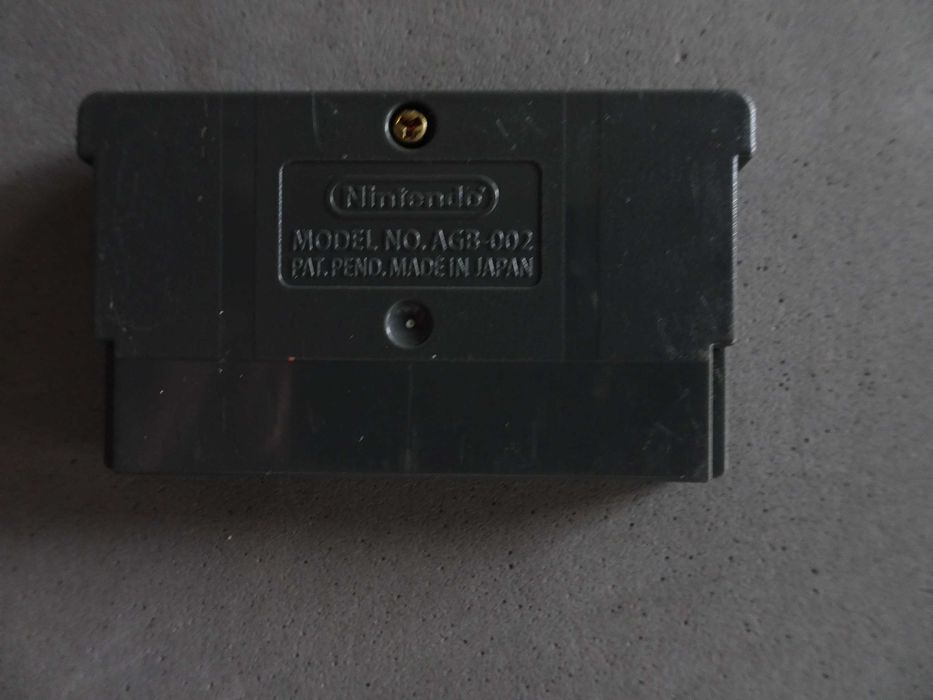 Nintendo
MODEL NO. AGB-002
PAT. PEND. MADE IN JAPAN